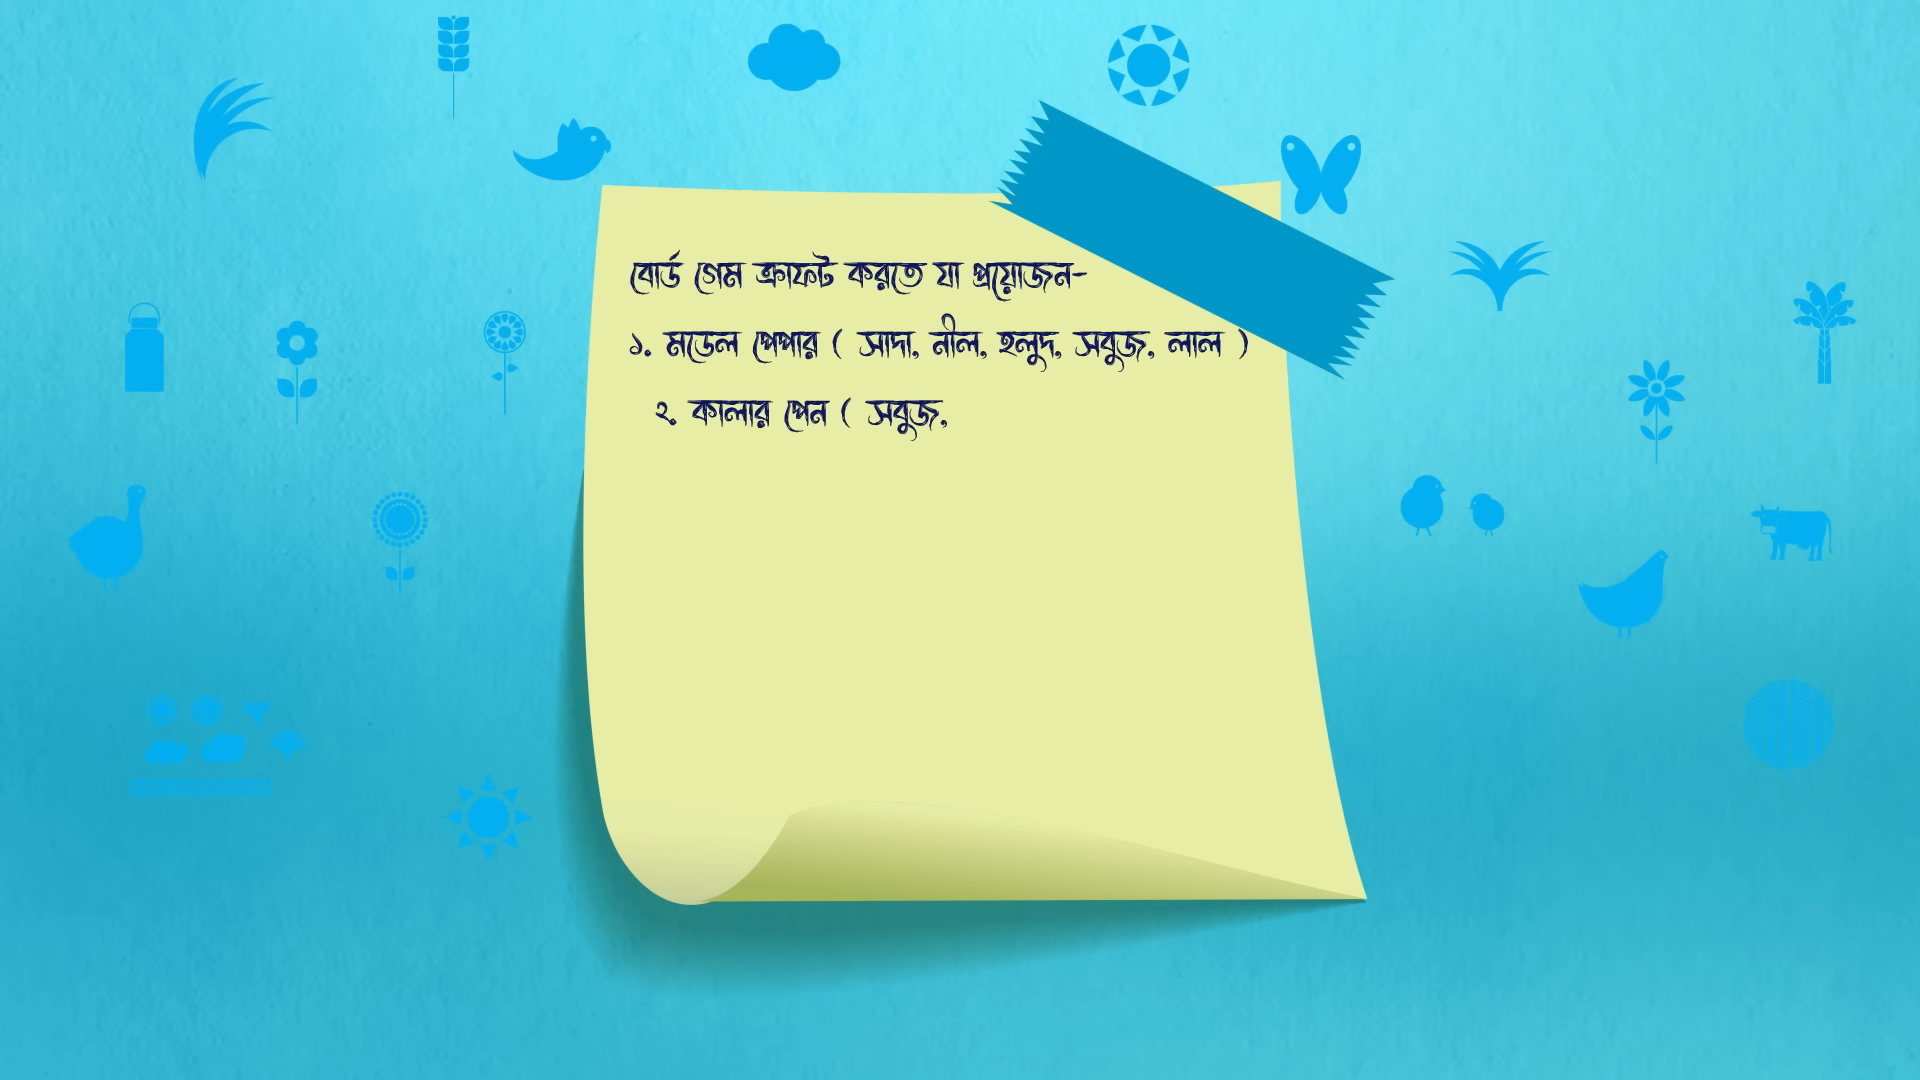 বোর্ড গেম ক্রাফট করতে যা প্রয়োজন-
১. মডেল পেপার ( সাদা, নীল, হলুদ, সবুজ, লাল )
২. কালার পেন ( সবুজ,